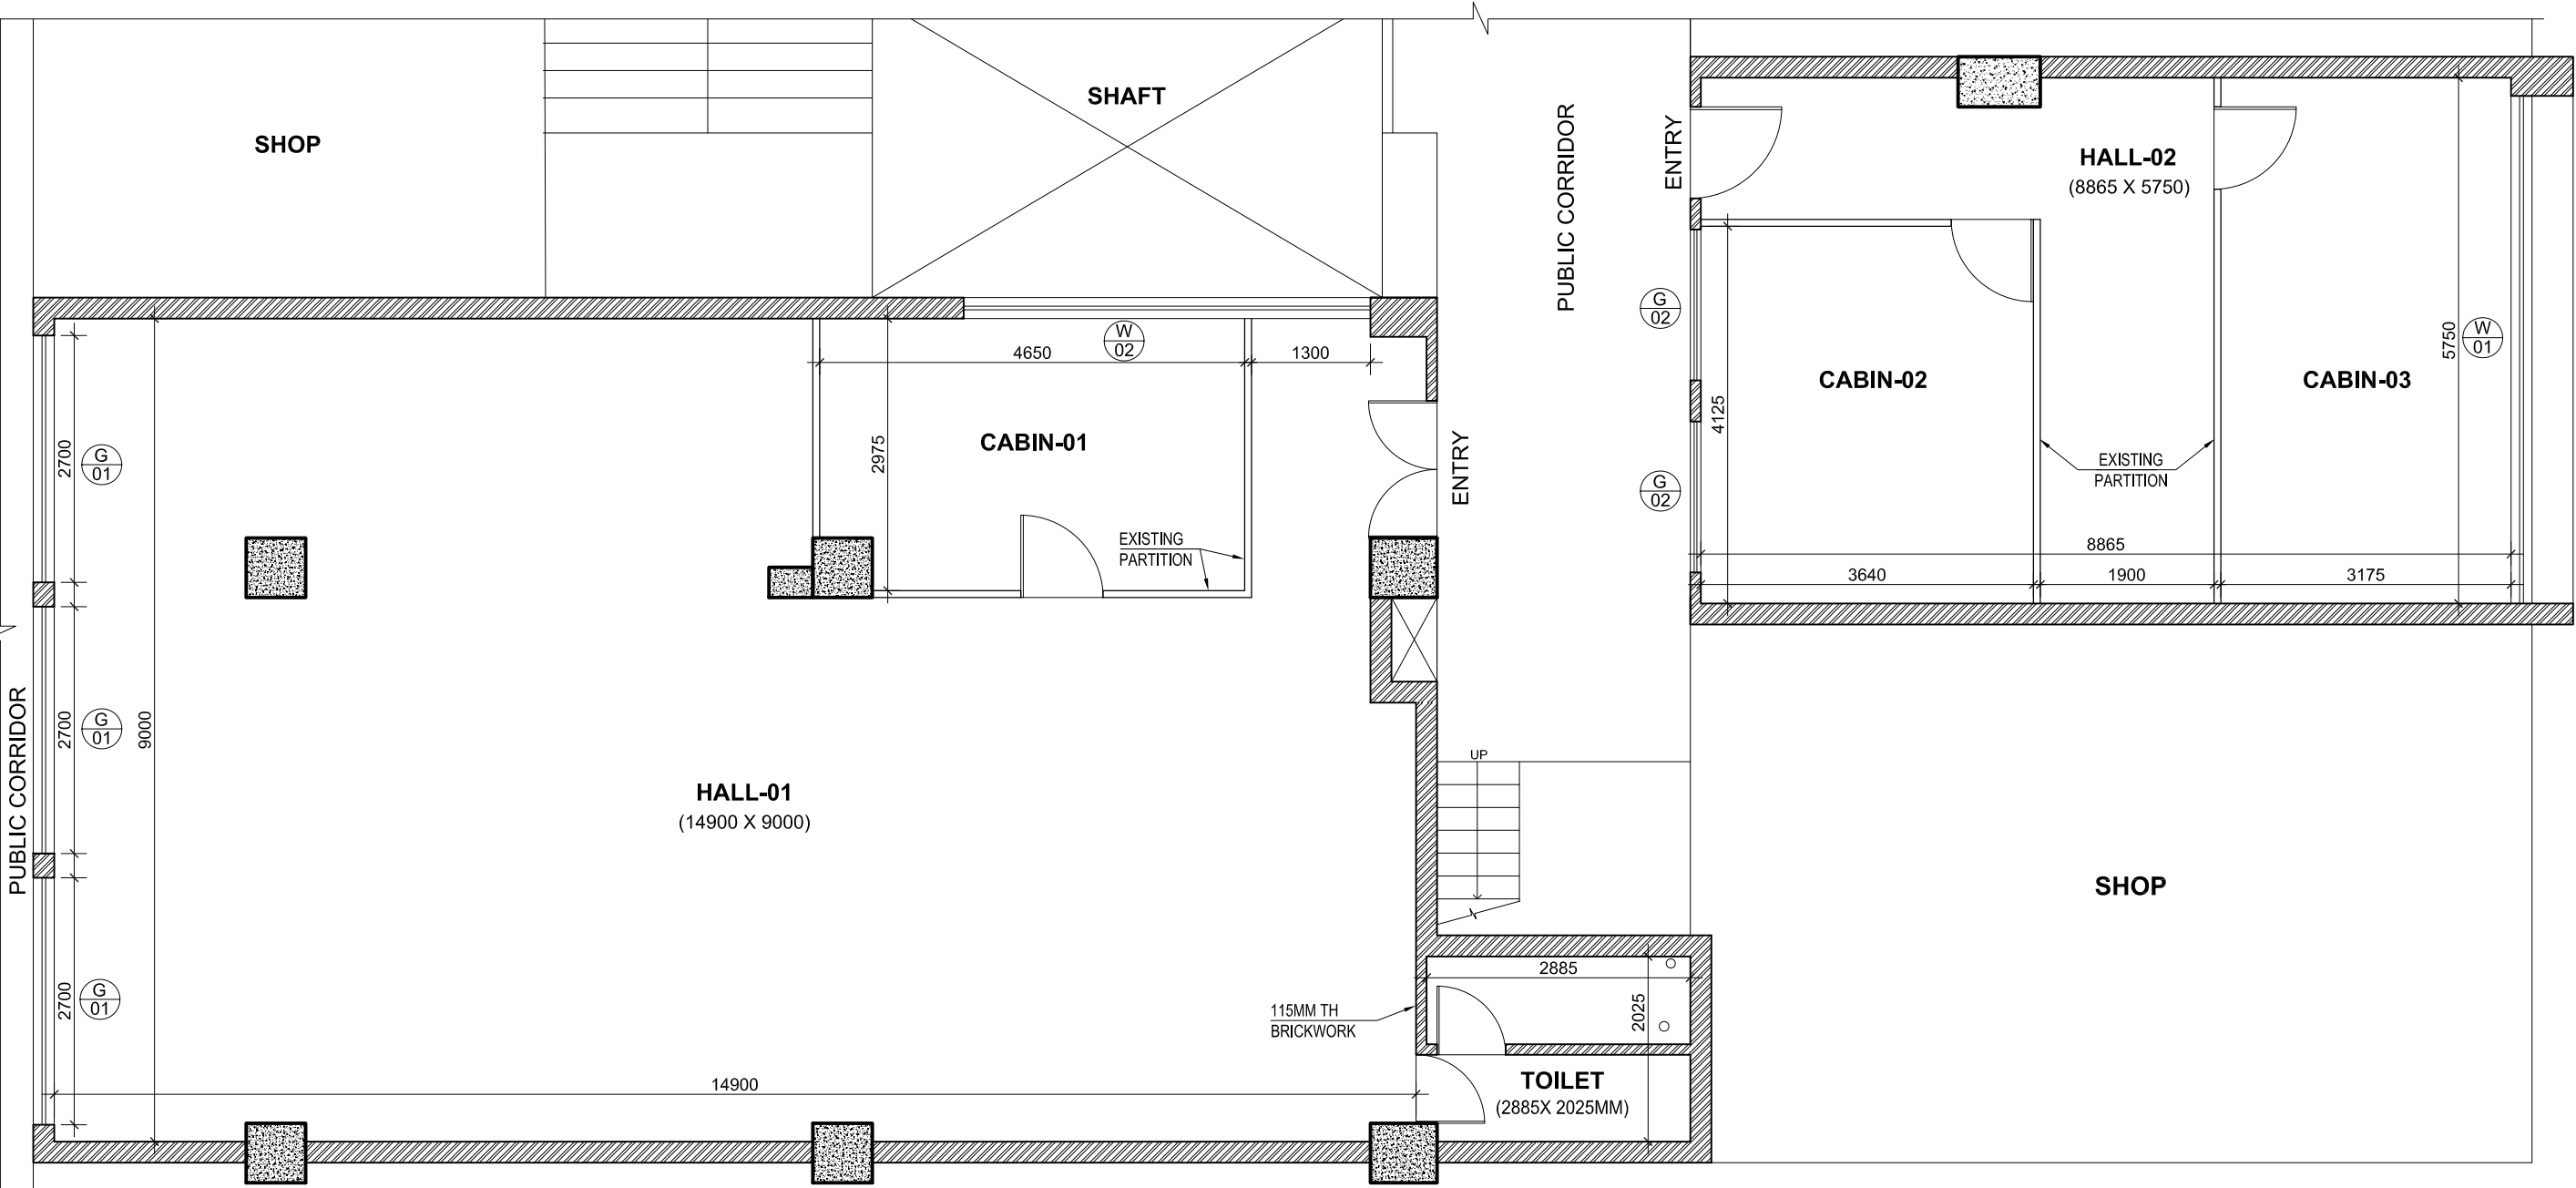 SHOP
SHAFT
PUBLIC CORRIDOR
ENTRY
HALL-02
(8865 X 5750)
W
02
4650
1300
2975
CABIN-01
EXISTING
PARTITION
ENTRY
G
02
G
02
4125
CABIN-02
EXISTING
PARTITION
5750
W
01
CABIN-03
8865
3640
1900
3175
2700
G
01
2700
G
01
2700
G
01
9000
PUBLIC CORRIDOR
HALL-01
(14900 X 9000)
UP
SHOP
115MM TH
BRICKWORK
2885
2025
14900
TOILET
(2885X 2025MM)